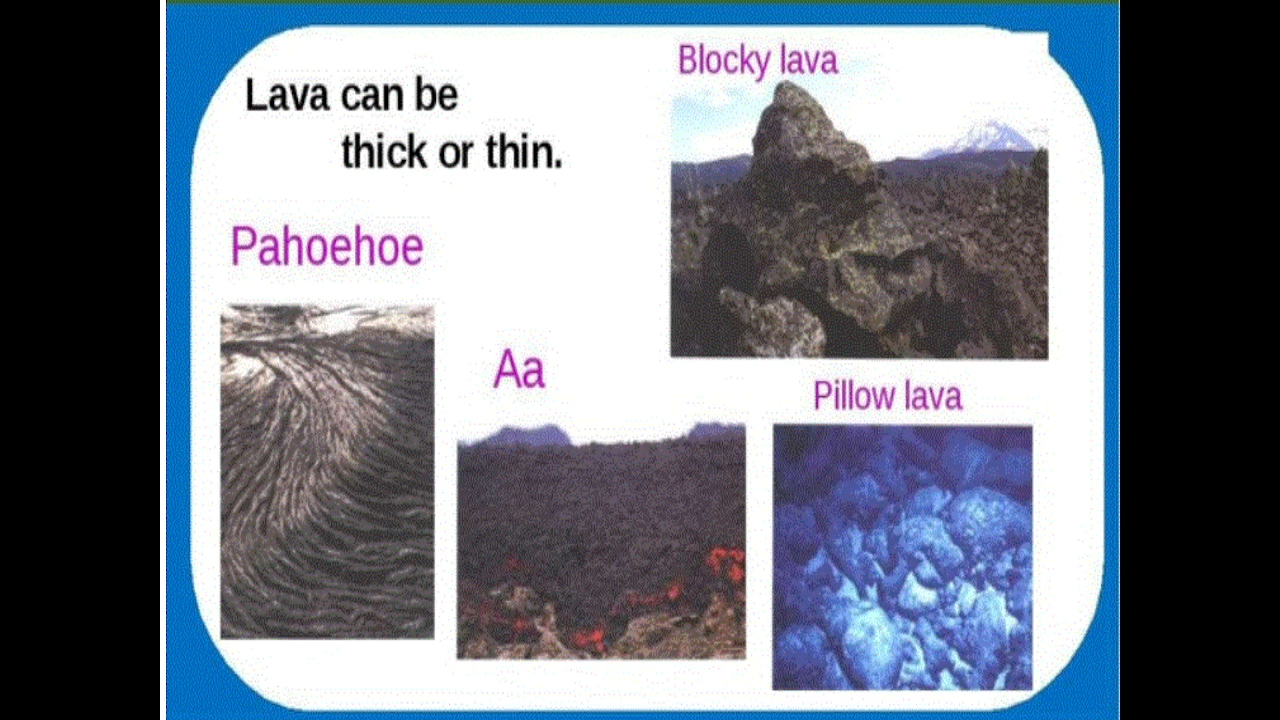 Lava can be
thick or thin.
Blocky lava
Pahoehoe
Aa
Pillow lava